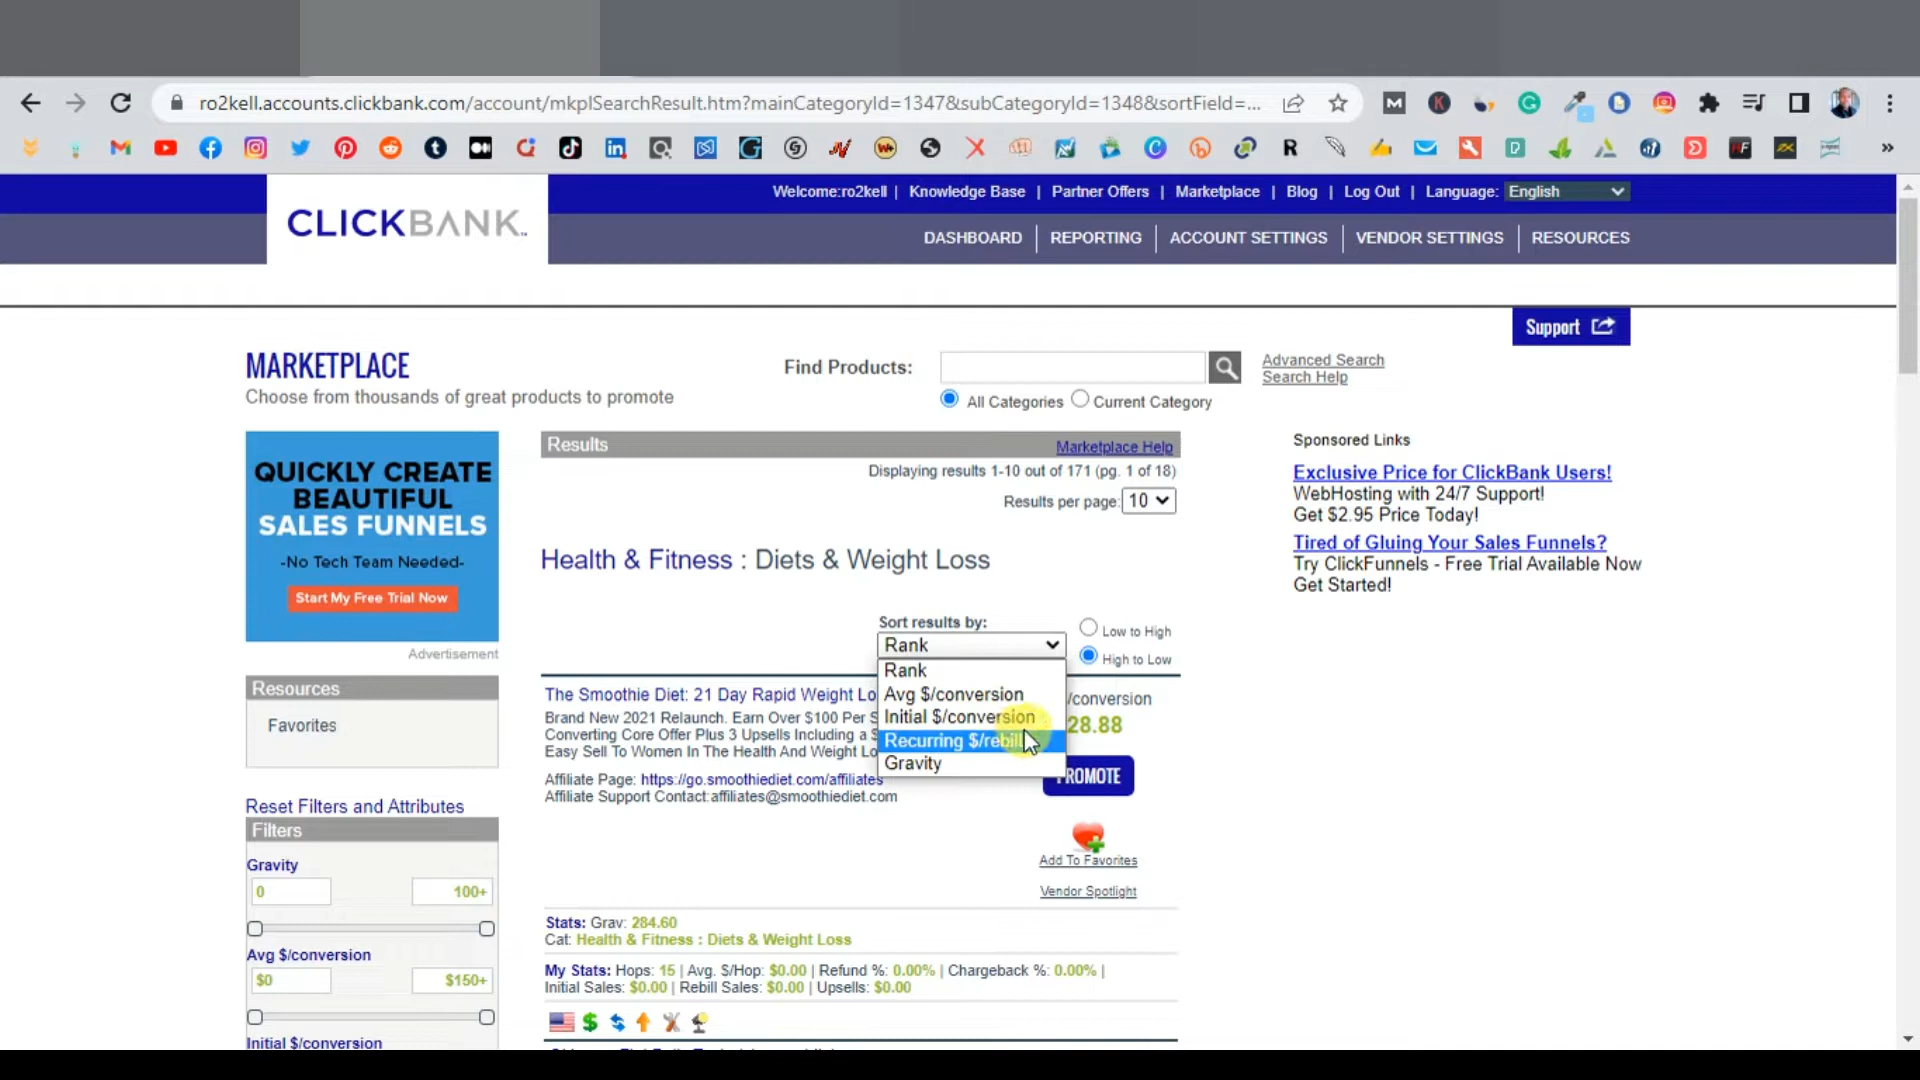 ro2kell.accounts.clickbank.com/account/mkplSearchResult.htm?mainCategoryId=1347&subCategoryId=1348&sortField=...
Welcome:ro2kell | Knowledge Base | Partner Offers | Marketplace | Blog | Log Out | Language: English
CLICKBANK
DASHBOARD REPORTING ACCOUNT SETTINGS VENDOR SETTINGS RESOURCES
Support
MARKETPLACE
Choose from thousands of great products to promote
Find Products:
Advanced Search
Search Help
All Categories Current Category
QUICKLY CREATE
BEAUTIFUL
SALES FUNNELS
-No Tech Team Needed-
Start My Free Trial Now
Advertisement
Resources
Favorites
Reset Filters and Attributes
Filters
Gravity
0 100+
Avg $/conversion
$0 $150+
Initial $/conversion
Results Marketplace Help
Displaying results 1-10 out of 171 (pg. 1 of 18)
Results per page: 10
Health & Fitness : Diets & Weight Loss
Sort results by:
Rank
Low to High
High to Low
Rank
Avg $/conversion
Initial $/conversion
Recurring $/rebill
Gravity
The Smoothie Diet: 21 Day Rapid Weight Lo
/conversion
28.88
Brand New 2021 Relaunch. Earn Over $100 Per S
Converting Core Offer Plus 3 Upsells Including a $
Easy Sell To Women In The Health And Weight Lo
PROMOTE
Affiliate Page: https://go.smoothiediet.com/affiliates
Affiliate Support Contact:affiliates@smoothiediet.com
Add To Favorites
Vendor Spotlight
Stats: Grav: 284.60
Cat: Health & Fitness : Diets & Weight Loss
My Stats: Hops: 15 | Avg. $/Hop: $0.00 | Refund %: 0.00% | Chargeback %: 0.00% |
Initial Sales: $0.00 | Rebill Sales: $0.00 | Upsells: $0.00
Sponsored Links
Exclusive Price for ClickBank Users!
WebHosting with 24/7 Support!
Get $2.95 Price Today!
Tired of Gluing Your Sales Funnels?
Try ClickFunnels - Free Trial Available Now
Get Started!